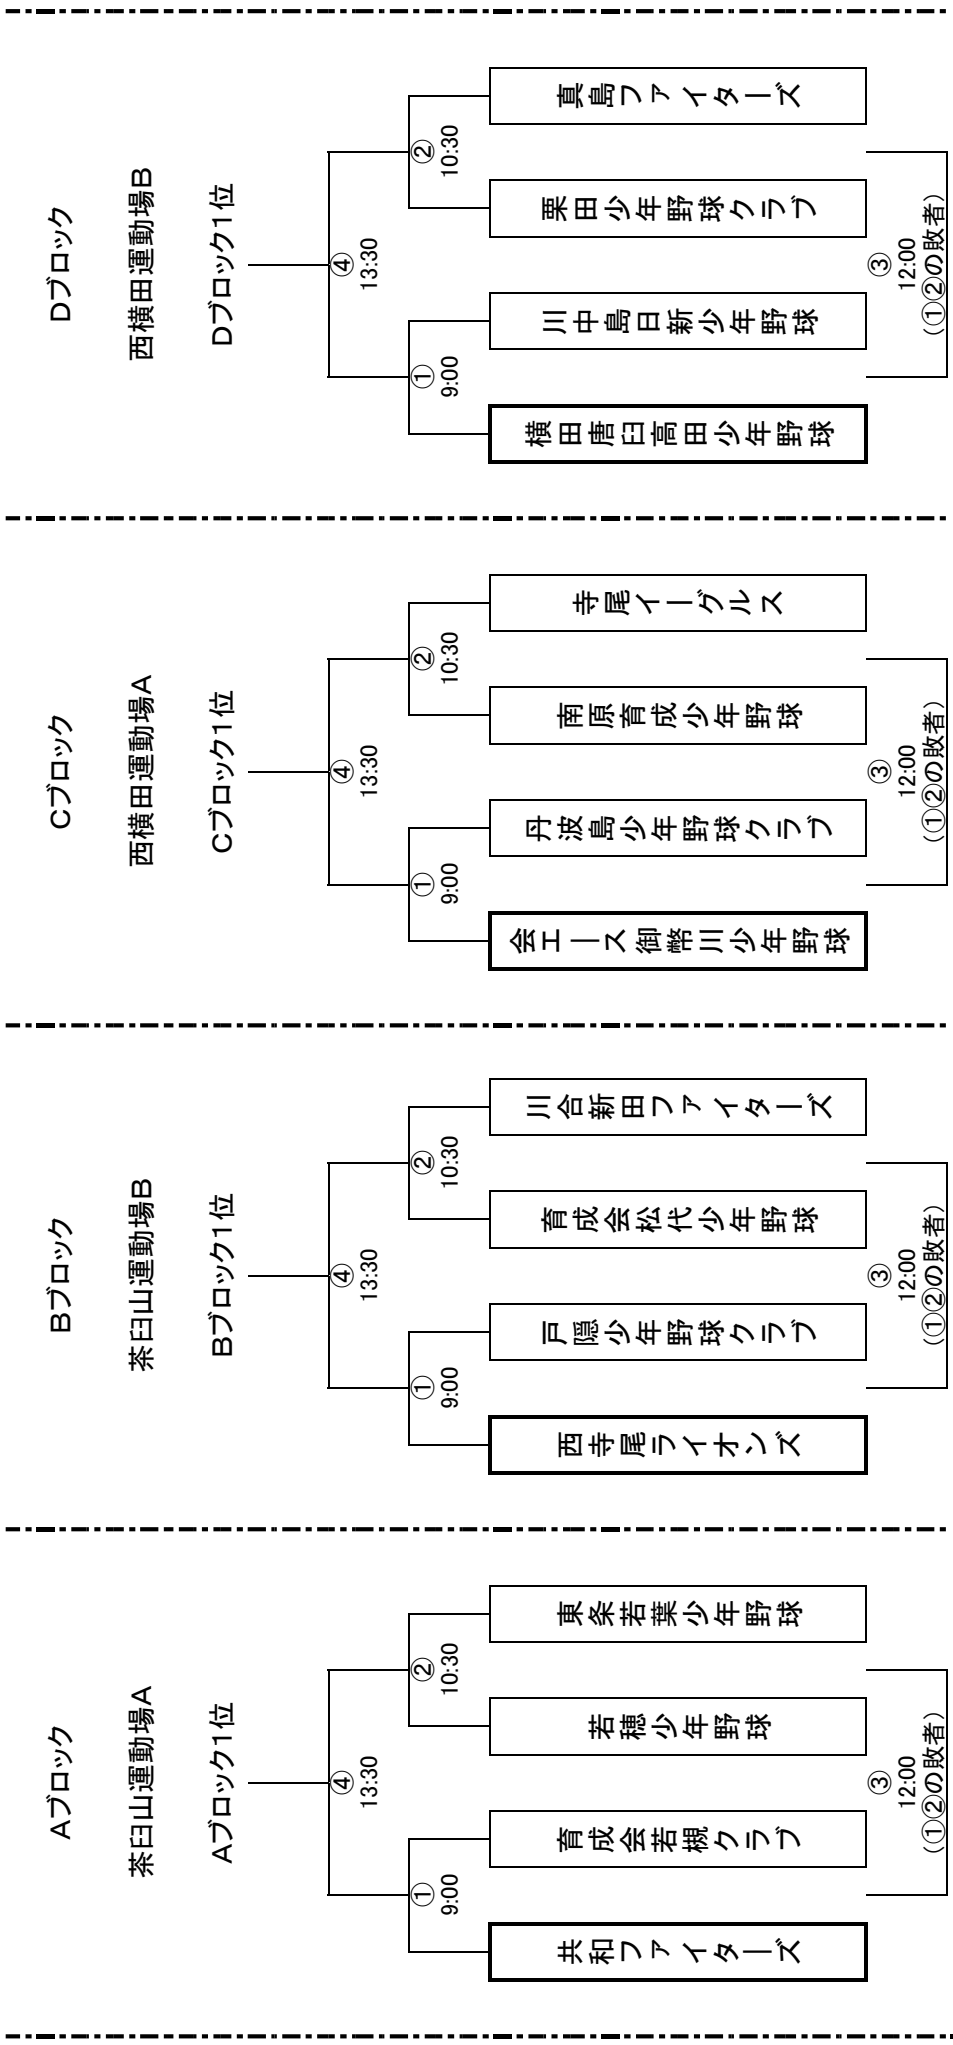 Aブロック
茶臼山運動場A
Aブロック1位
④
13:30
①
9:00
②
10:30
共和ファイターズ
育成会若槻クラブ
若穂少年野球
東条若葉少年野球
③
12:00
(①②の敗者)
Bブロック
茶臼山運動場B
Bブロック1位
④
13:30
①
9:00
②
10:30
西寺尾ライオンズ
戸隠少年野球クラブ
育成会松代少年野球
川合新田ファイターズ
③
12:00
(①②の敗者)
Cブロック
西横田運動場A
Cブロック1位
④
13:30
①
9:00
②
10:30
会エース御幣川少年野球
丹波島少年野球クラブ
南原育成少年野球
寺尾イーグルス
③
12:00
(①②の敗者)
Dブロック
西横田運動場B
Dブロック1位
④
13:30
①
9:00
②
10:30
横田唐臼高田少年野球
川中島日新少年野球
栗田少年野球クラブ
真島ファイターズ
③
12:00
(①②の敗者)